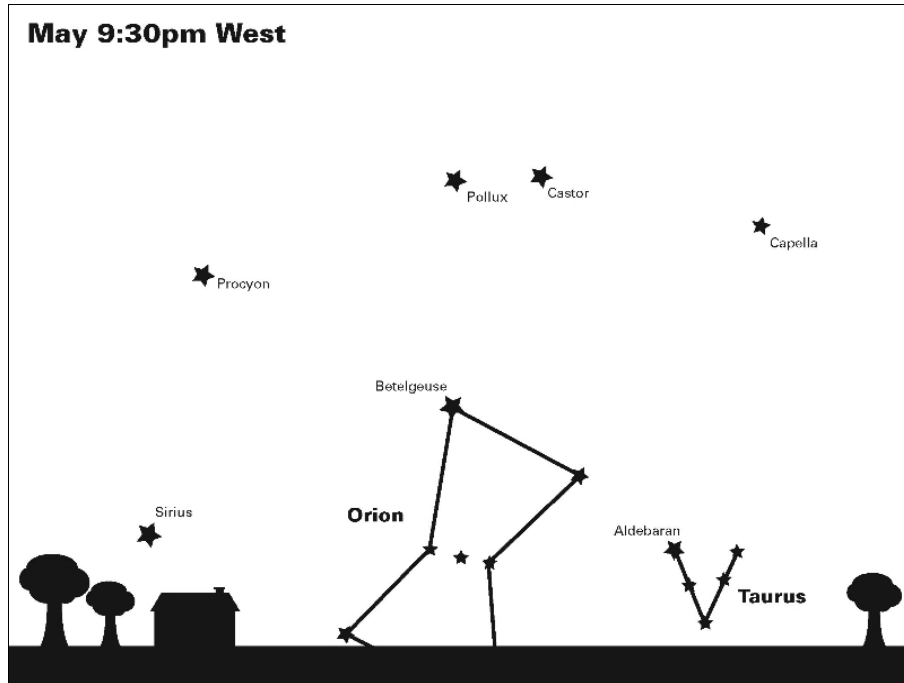 May 9:30pm West
Pollux
Castor
Capella
Procyon
Betelgeuse
Sirius
Orion
Aldebaran
Taurus